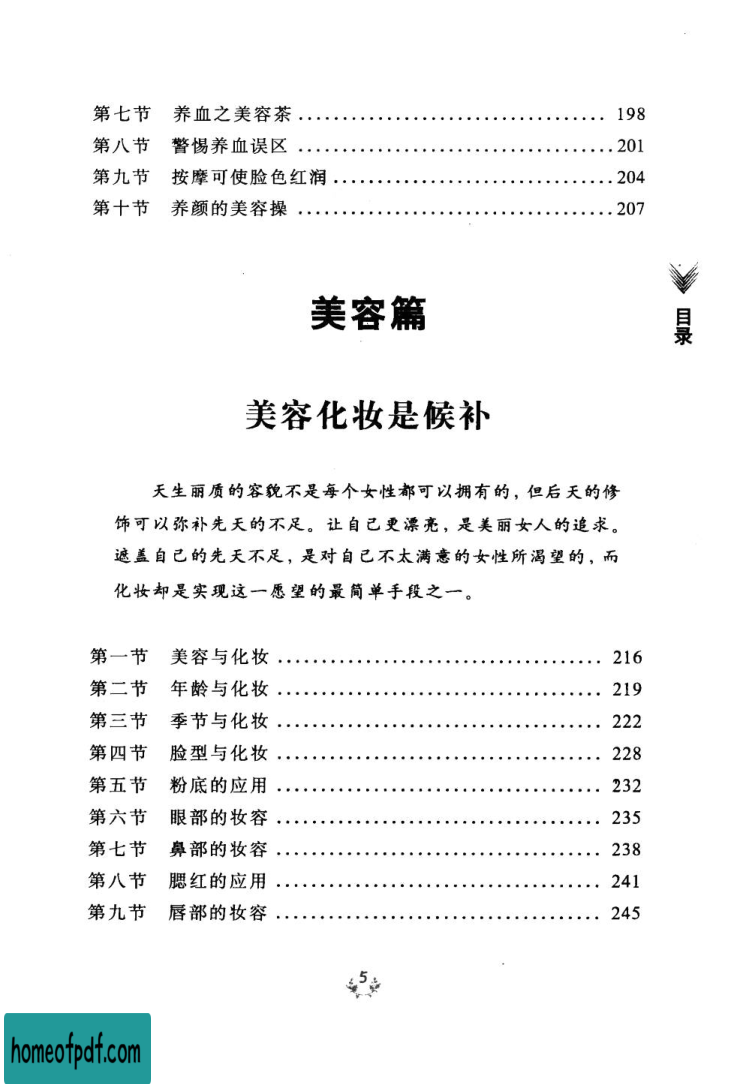 第七节 养血之美容茶 .................................. 198
第八节 警惕养血误区 ..................................201
第九节 按摩可使脸色红润 ..............................204
第十节 养颜的美容操 ..................................207
目录
美容篇
美容化妆是候补
天生丽质的容貌不是每个女性都可以拥有的，但后天的修
饰可以弥补先天的不足。让自己更漂亮，是美丽女人的追求。
遮盖自己的先天不足，是对自己不太满意的女性所渴望的，而
化妆却是实现这一愿望的最简单手段之一。
第一节 美容与化妆 .................................... 216
第二节 年龄与化妆 .................................... 219
第三节 季节与化妆 .................................... 222
第四节 脸型与化妆 .................................... 228
第五节 粉底的应用 .................................... 232
第六节 眼部的妆容 .................................... 235
第七节 鼻部的妆容 .................................... 238
第八节 腮红的应用 .................................... 241
第九节 唇部的妆容 .................................... 245
5
homeofpdf.com